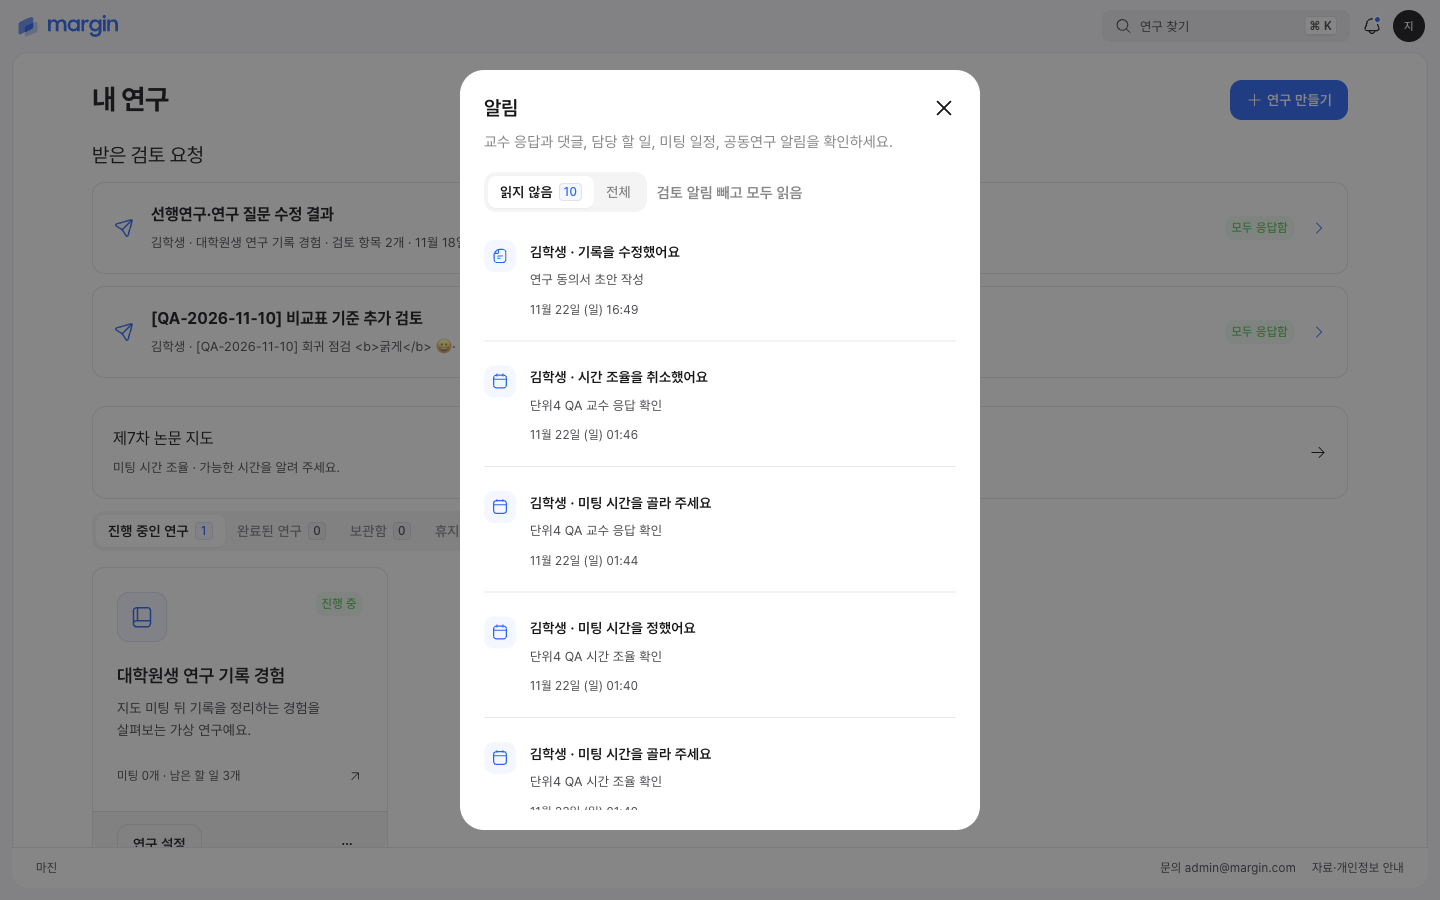 margin
연구 찾기
⌘ K
지
내 연구
연구 만들기
받은 검토 요청
선행연구·연구 질문 수정 결과
김학생 · 대학원생 연구 기록 경험 · 검토 항목 2개 · 11월 18일
모두 응답함
[QA-2026-11-10] 비교표 기준 추가 검토
김학생 · [QA-2026-11-10] 회귀 점검 <b>굵게</b> 😀·
모두 응답함
제7차 논문 지도
미팅 시간 조율 · 가능한 시간을 알려 주세요.
진행 중인 연구 1 완료된 연구 0 보관함 0 휴지
진행 중
대학원생 연구 기록 경험
지도 미팅 뒤 기록을 정리하는 경험을
살펴보는 가상 연구예요.
미팅 0개 · 남은 할 일 3개
연구 설정
알림
교수 응답과 댓글, 담당 할 일, 미팅 일정, 공동연구 알림을 확인하세요.
읽지 않음 10 전체 검토 알림 빼고 모두 읽음
김학생 · 기록을 수정했어요
연구 동의서 초안 작성
11월 22일 (일) 16:49
김학생 · 시간 조율을 취소했어요
단위4 QA 교수 응답 확인
11월 22일 (일) 01:46
김학생 · 미팅 시간을 골라 주세요
단위4 QA 교수 응답 확인
11월 22일 (일) 01:44
김학생 · 미팅 시간을 정했어요
단위4 QA 시간 조율 확인
11월 22일 (일) 01:40
김학생 · 미팅 시간을 골라 주세요
단위4 QA 시간 조율 확인
마진
문의 admin@margin.com 자료·개인정보 안내